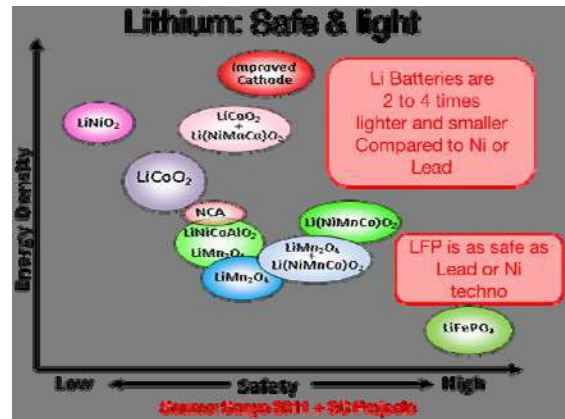 Lithium: Safe & light
Improved
Cathode
Li Batteries are
2 to 4 times
lighter and smaller
Compared to Ni or
Lead
LiNiO₂
LiCoO₂
+
Li(NiMnCo)O₂
LiCoO₂
NCA
LiNiCoAlO₂
LiMn₂O₄
Li(NiMnCo)O₂
LiMn₂O₄
+
Li(NiMnCo)O₂
LiMn₂O₄
LFP is as safe as
Lead or Ni
techno
LiFePO₄
Energy Density
Low
Safety
High
2011 +